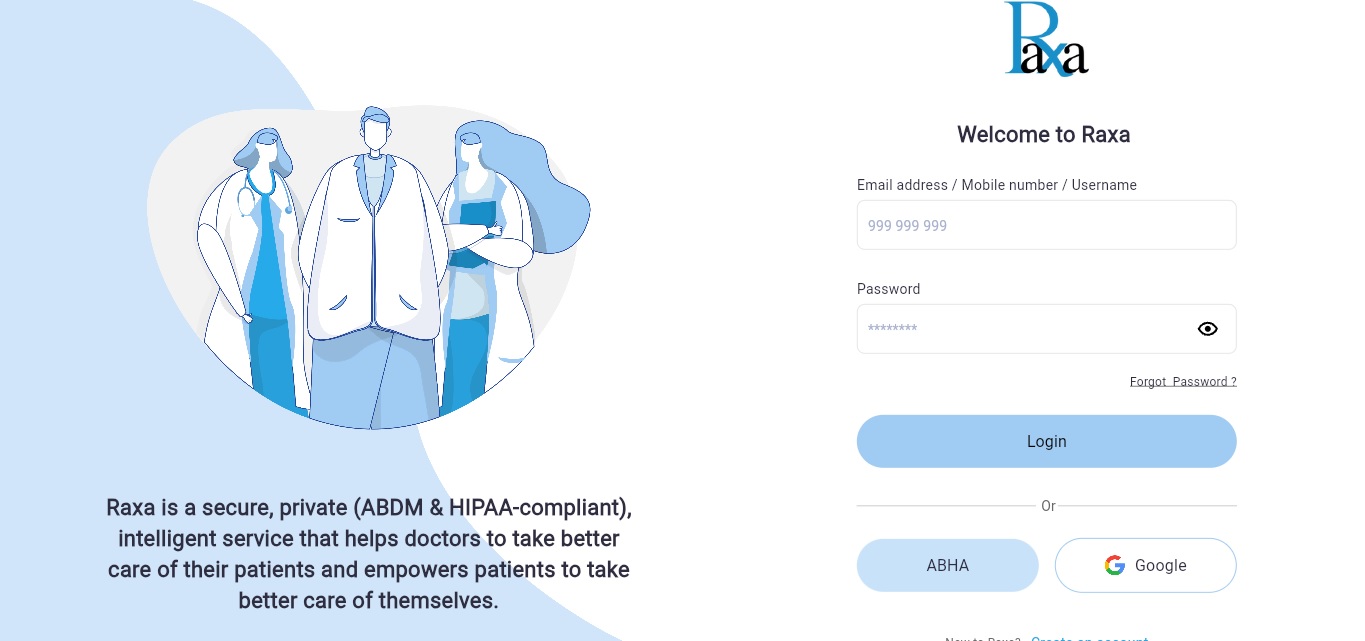 Raxa
Welcome to Raxa
Email address / Mobile number / Username
999 999 999
Password
********
Forgot Password ?
Login
Or
ABHA
Google
New to Raxa? Create an account
Raxa is a secure, private (ABDM & HIPAA-compliant),
intelligent service that helps doctors to take better
care of their patients and empowers patients to take
better care of themselves.